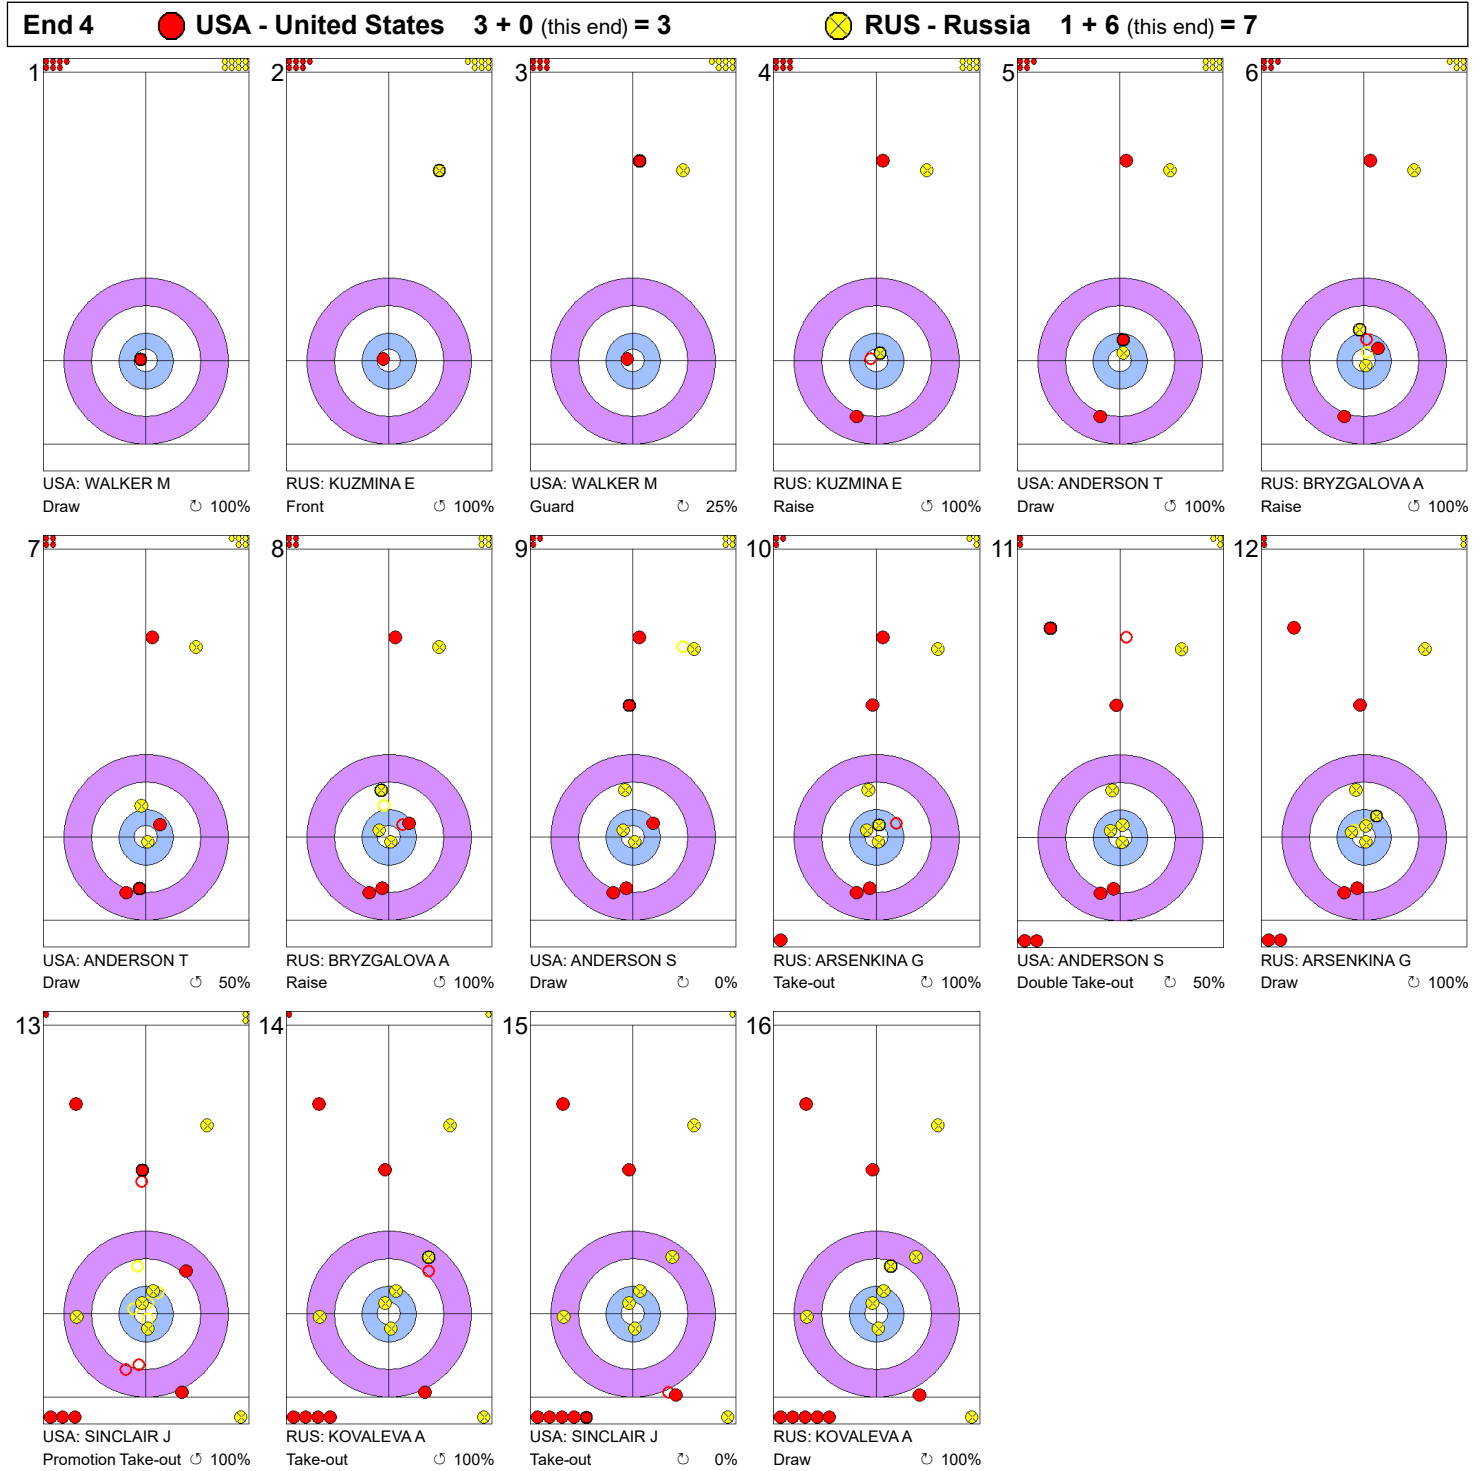 End 4 USA - United States 3 + 0 (this end) = 3 RUS - Russia 1 + 6 (this end) = 7
1 2 3 4 5 6
USA: WALKER M RUS: KUZMINA E USA: WALKER M RUS: KUZMINA E USA: ANDERSON T RUS: BRYZGALOVA A
Draw ↻ 100% Front ↺ 100% Guard ↻ 25% Raise ↺ 100% Draw ↺ 100% Raise ↺ 100%
7 8 9 10 11 12
USA: ANDERSON T RUS: BRYZGALOVA A USA: ANDERSON S RUS: ARSENKINA G USA: ANDERSON S RUS: ARSENKINA G
Draw ↺ 50% Raise ↺ 100% Draw ↻ 0% Take-out ↻ 100% Double Take-out ↻ 50% Draw ↻ 100%
13 14 15 16
USA: SINCLAIR J RUS: KOVALEVA A USA: SINCLAIR J RUS: KOVALEVA A
Promotion Take-out ↺ 100% Take-out ↺ 100% Take-out ↻ 0% Draw ↻ 100%